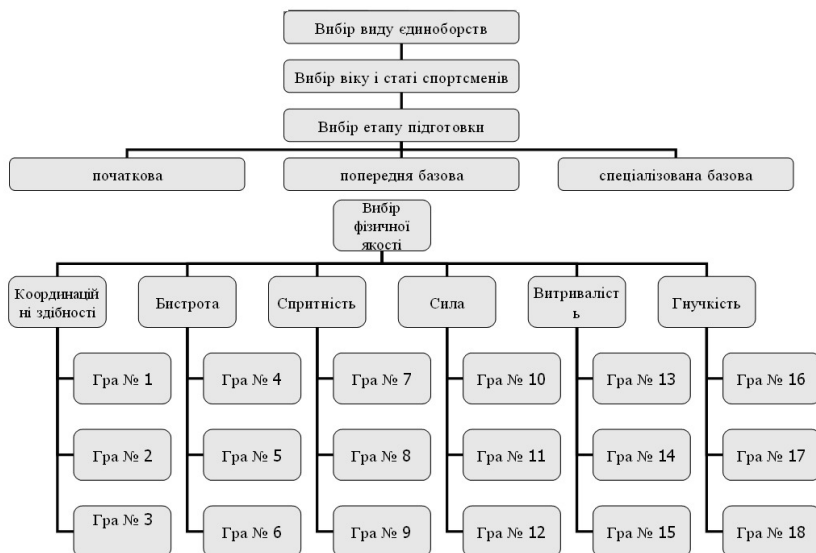 Вибір виду єдиноборств
Вибір віку і статі спортсменів
Вибір етапу підготовки
початкова
попередня базова
спеціалізована базова
Вибір
фізичної
якості
Координацій
ні здібності
Бистрота
Спритність
Сила
Витриваліст
ь
Гнучкість
Гра № 1
Гра № 4
Гра № 7
Гра № 10
Гра № 13
Гра № 16
Гра № 2
Гра № 5
Гра № 8
Гра № 11
Гра № 14
Гра № 17
Гра № 3
Гра № 6
Гра № 9
Гра № 12
Гра № 15
Гра № 18